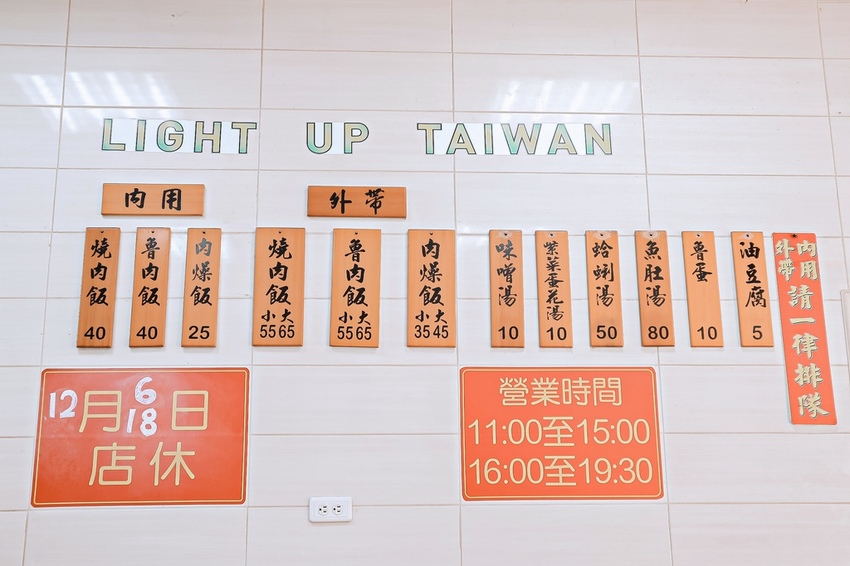 LIGHT UP TAIWAN
內用
外帶
燒肉飯 40
魯肉飯 40
肉燥飯 25
燒肉飯 小55 大65
魯肉飯 小55 大65
肉燥飯 小35 大45
味噌湯 10
紫菜蛋花湯 10
蛤蜊湯 50
魚肚湯 80
魯蛋 10
油豆腐 5
內用外帶請一律排隊
12月6 18日
店休
營業時間
11:00至15:00
16:00至19:30